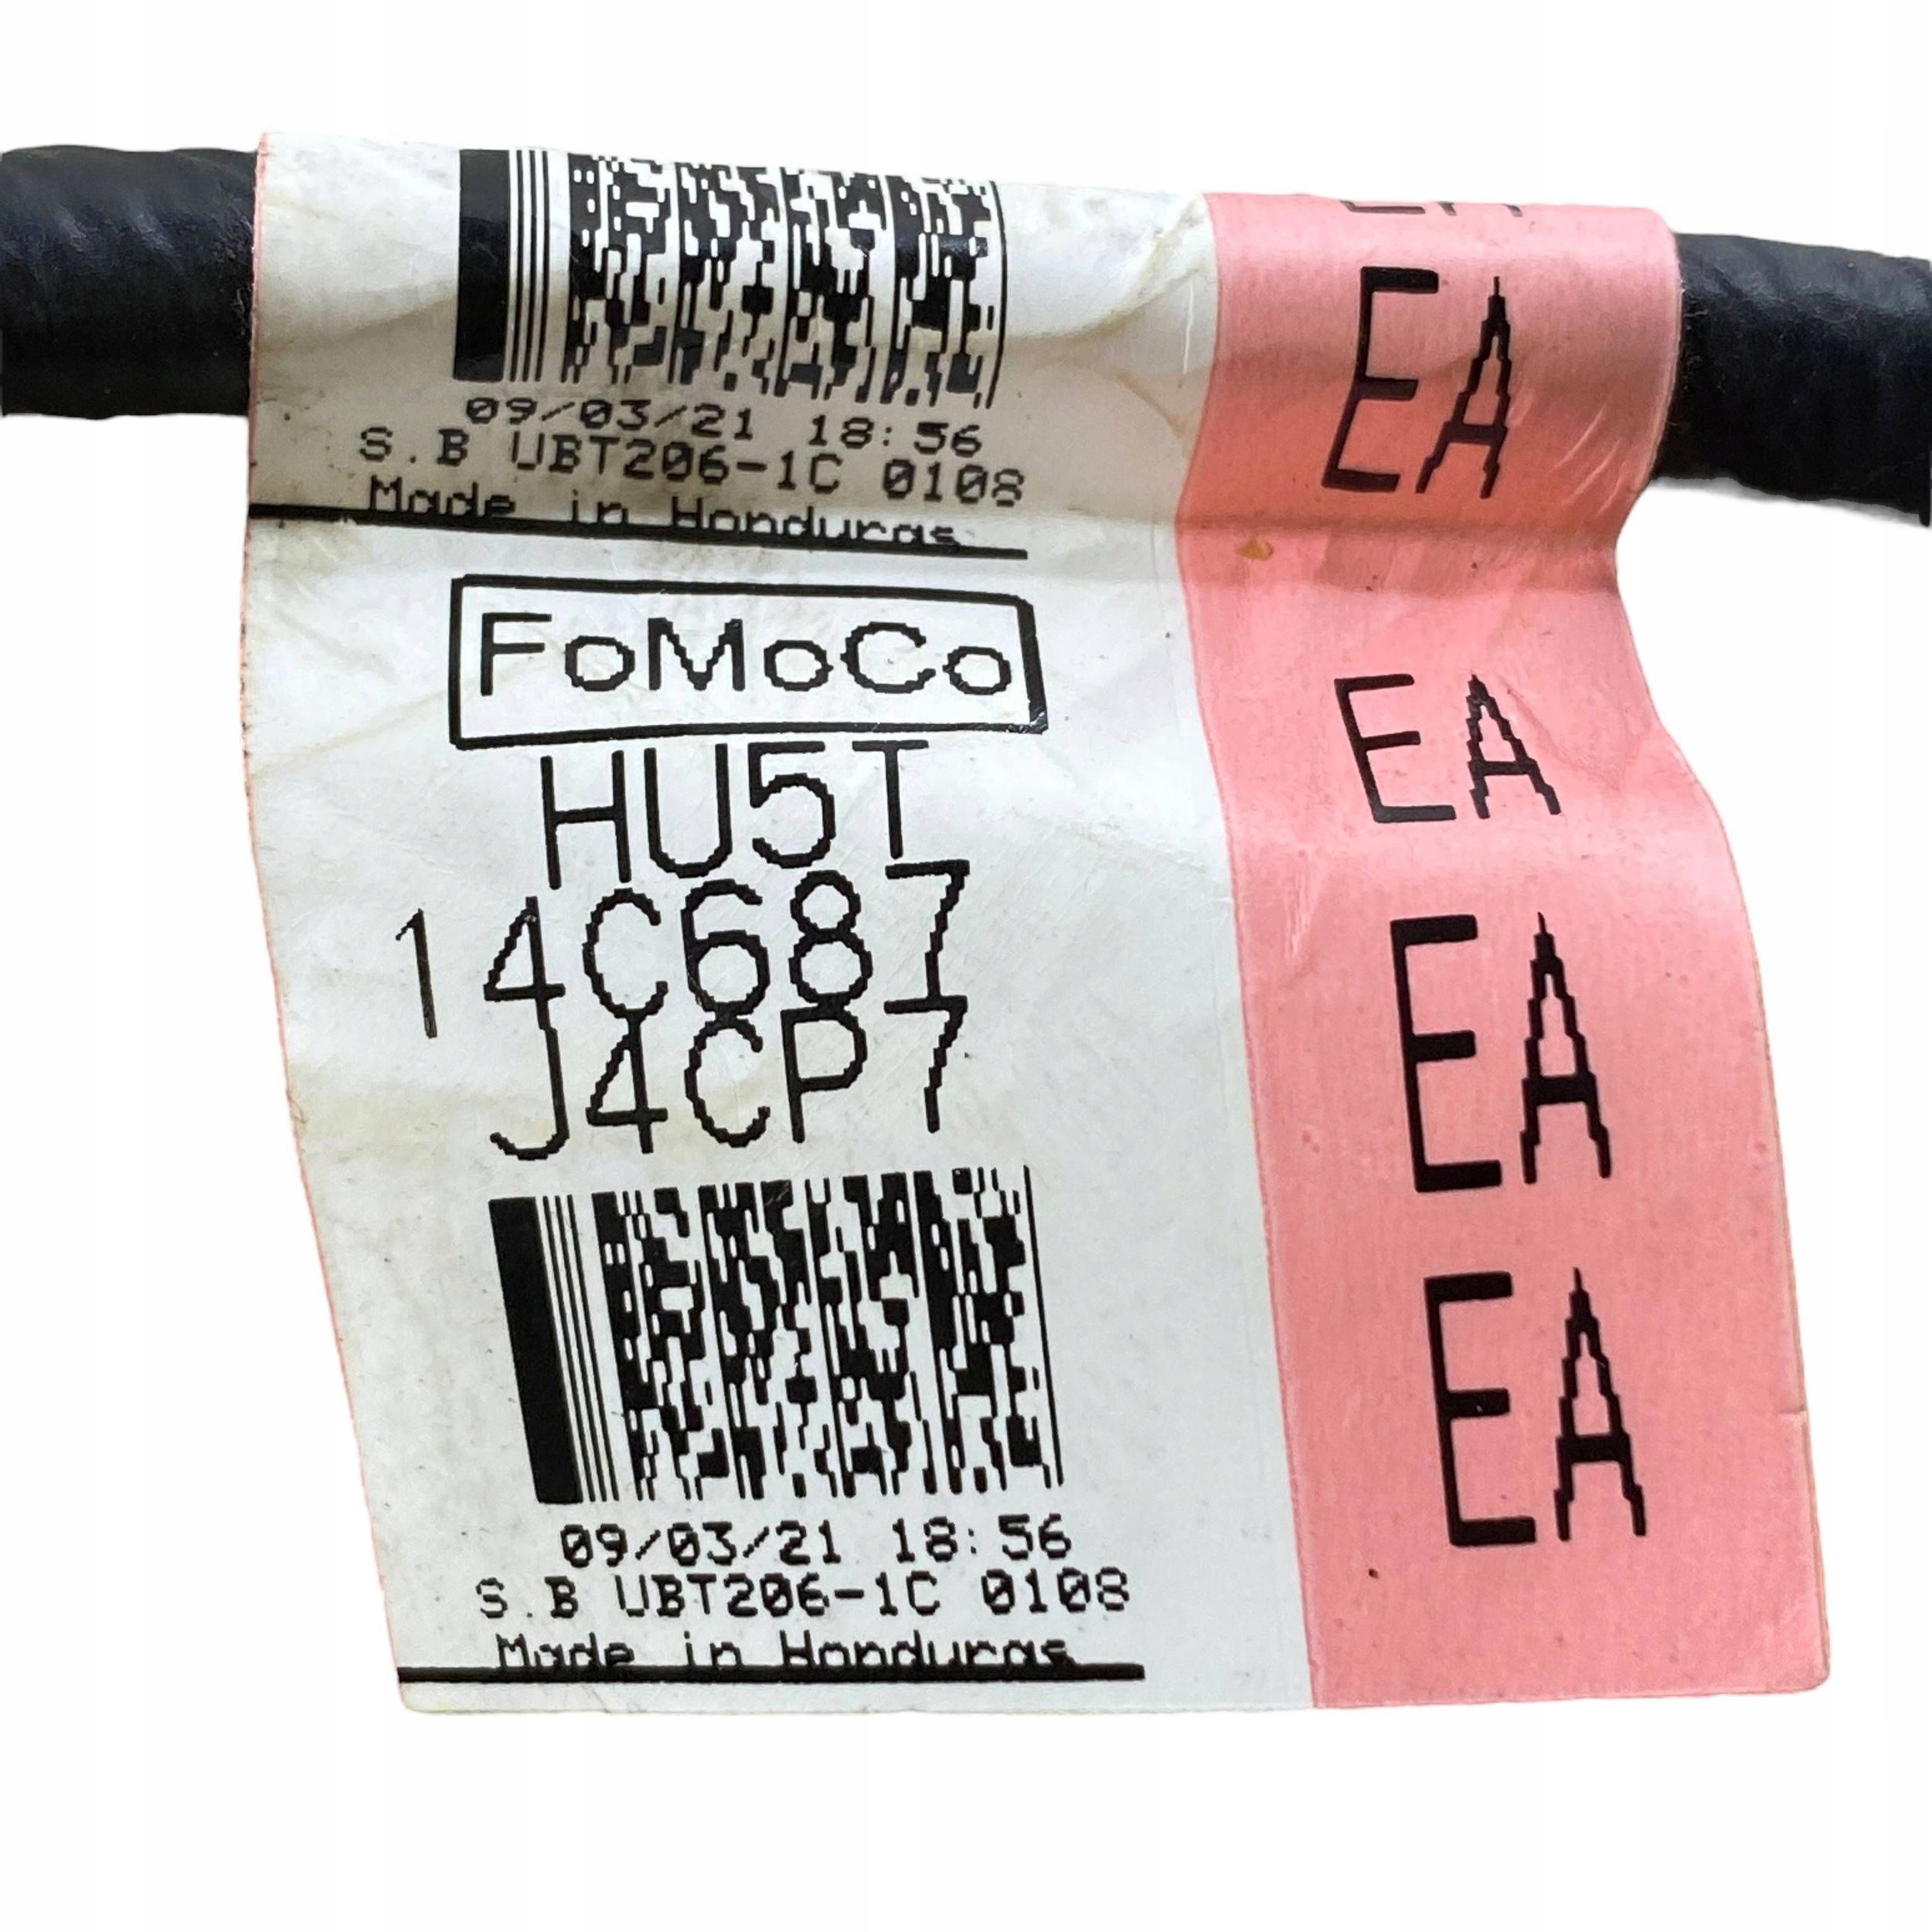 09/03/21 18:56
S.B UBT206-1C 0108
Made in Honduras
FoMoCo
HU5T
14C687
J4CP7
09/03/21 18:56
S.B UBT206-1C 0108
Made in Honduras
EA
EA
EA
EA